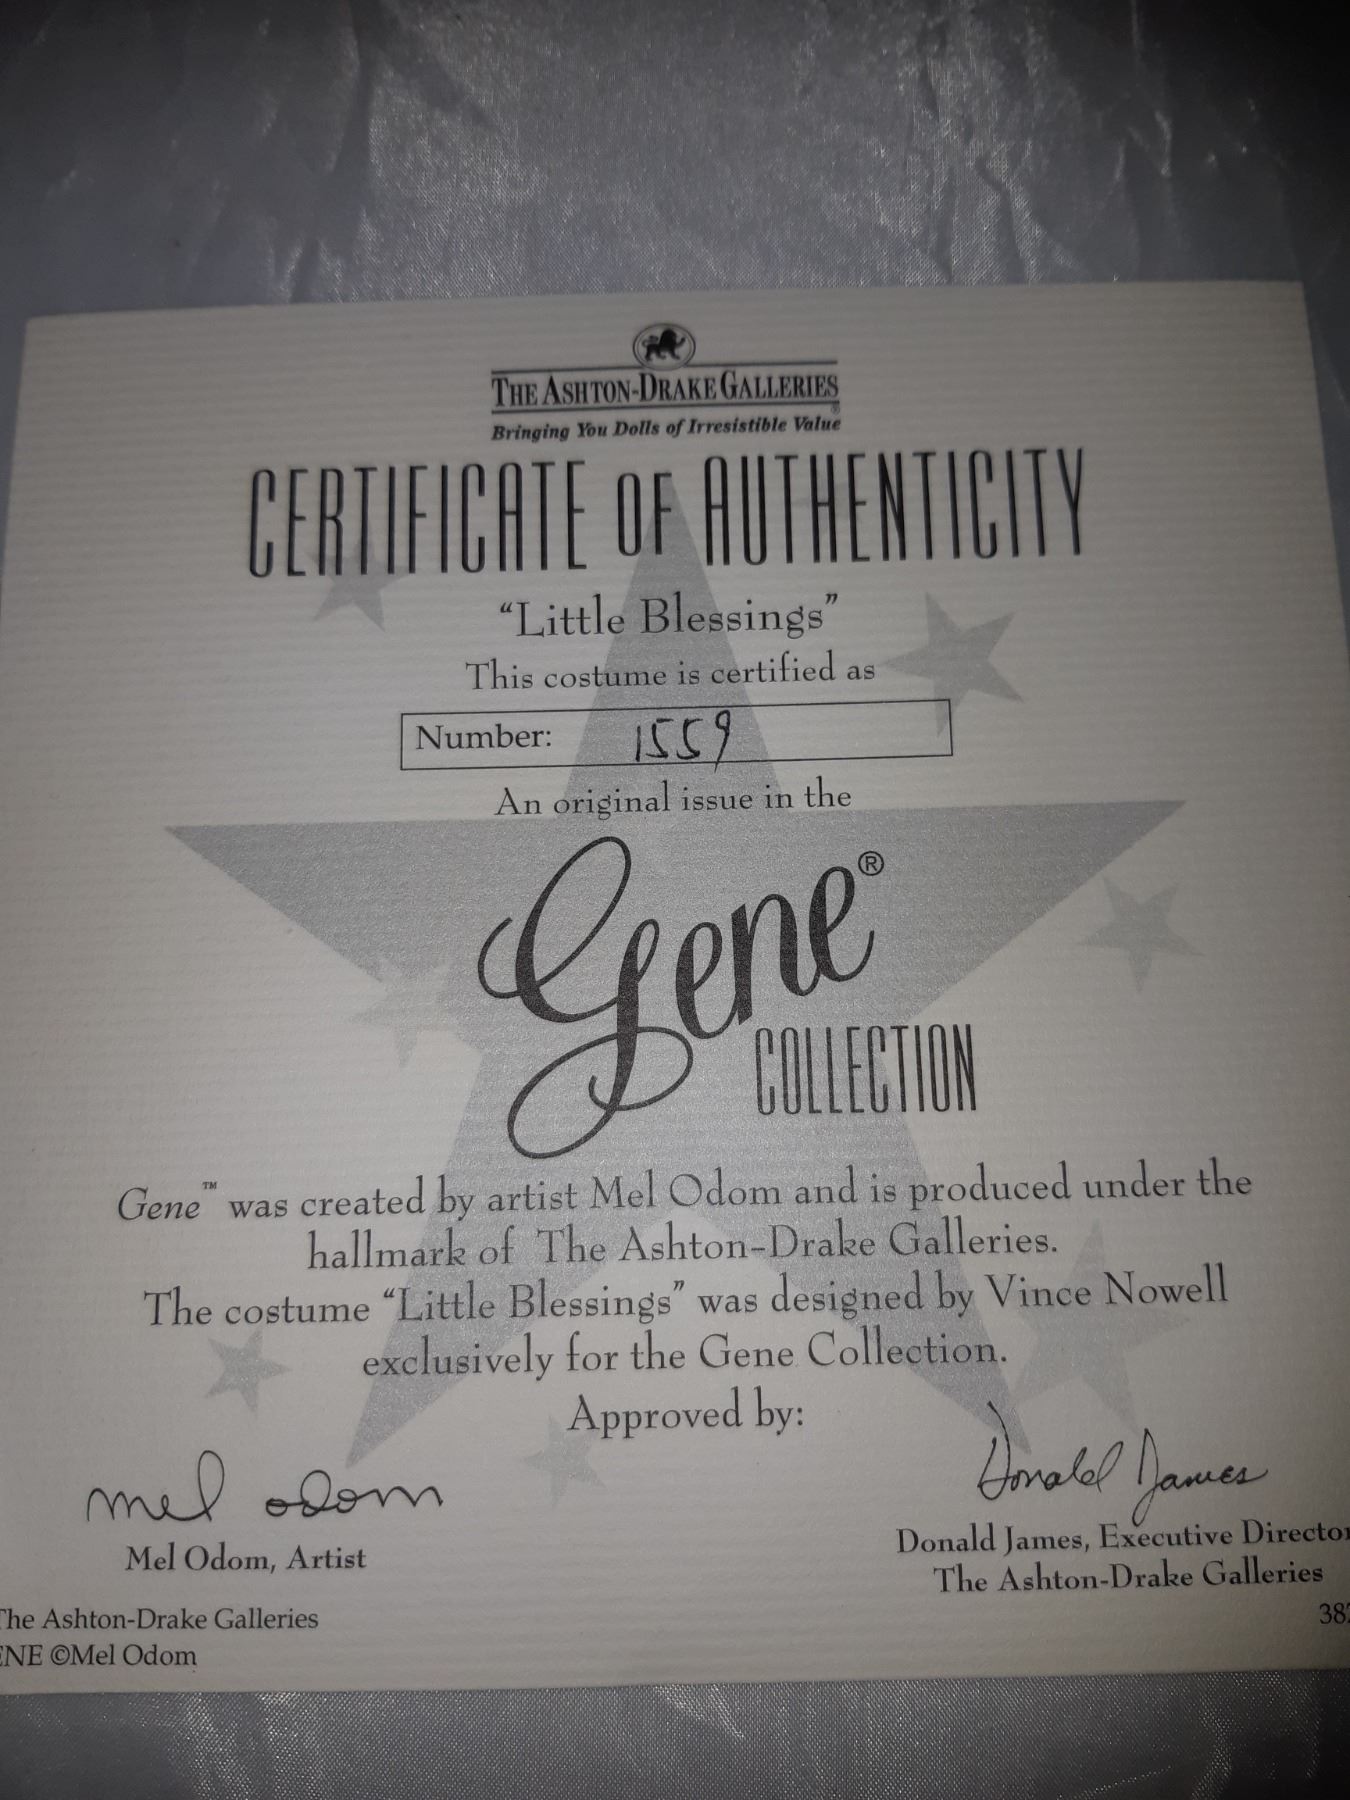 THE ASHTON-DRAKE GALLERIES®
Bringing You Dolls of Irresistible Value
CERTIFICATE OF AUTHENTICITY
“Little Blessings”
This costume is certified as
Number: 1559
An original issue in the
Gene®
COLLECTION
Gene™ was created by artist Mel Odom and is produced under the
hallmark of The Ashton-Drake Galleries.
The costume “Little Blessings” was designed by Vince Nowell
exclusively for the Gene Collection.
Approved by:
mel odom
Donald James
Mel Odom, Artist
Donald James, Executive Director
The Ashton-Drake Galleries
The Ashton-Drake Galleries
ENE ©Mel Odom